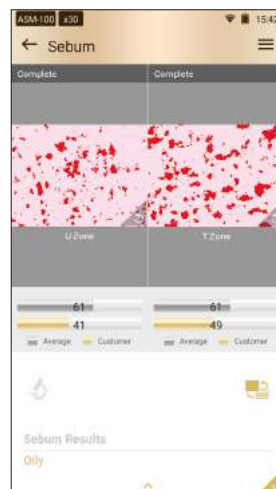 ASM-100 x30 15:42
Sebum
Complete Complete
U Zone T Zone
61 61
41 49
Average Customer Average Customer
Sebum Results
Oily